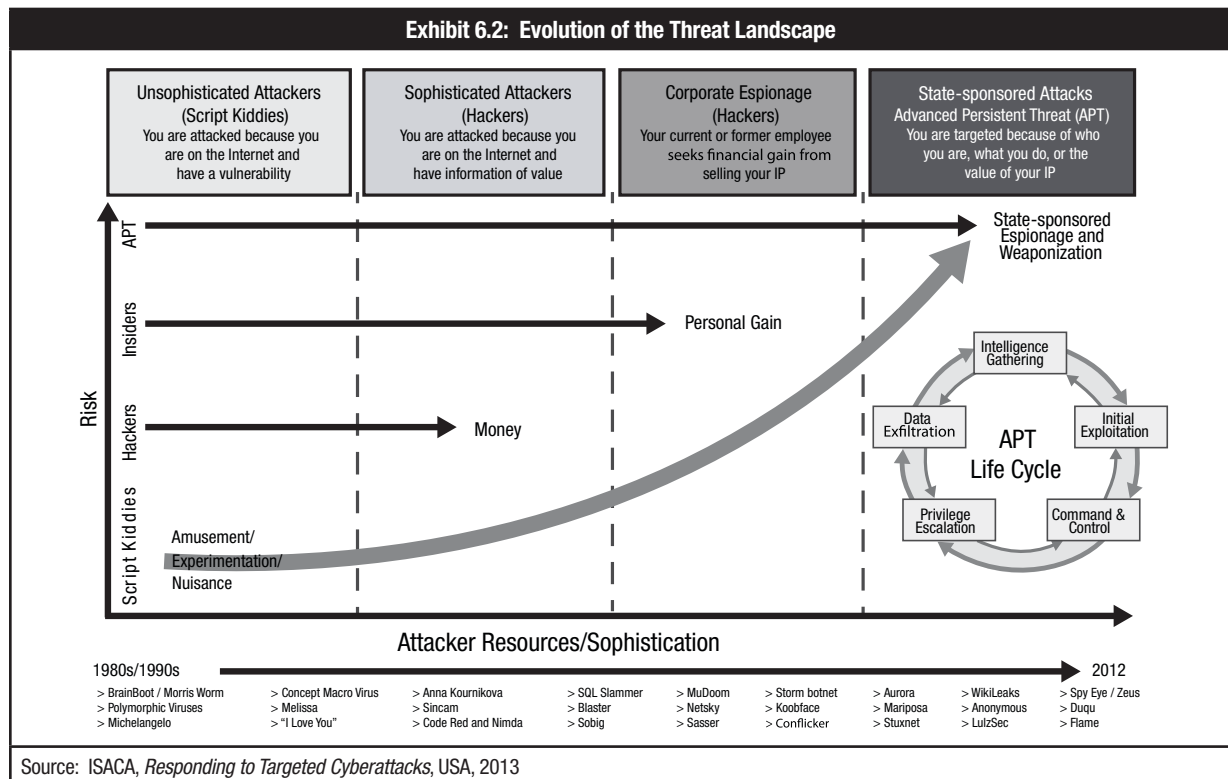 Exhibit 6.2: Evolution of the Threat Landscape
Unsophisticated Attackers
(Script Kiddies)
You are attacked because you
are on the Internet and
have a vulnerability
Sophisticated Attackers
(Hackers)
You are attacked because you
are on the Internet and
have information of value
Corporate Espionage
(Hackers)
Your current or former employee
seeks financial gain from
selling your IP
State-sponsored Attacks
Advanced Persistent Threat (APT)
You are targeted because of who
you are, what you do, or the
value of your IP
Risk
APT
Insiders
Hackers
Script Kiddies
State-sponsored
Espionage and
Weaponization
Personal Gain
Money
Amusement/
Experimentation/
Nuisance
Intelligence
Gathering
Initial
Exploitation
Command &
Control
Privilege
Escalation
Data
Exfiltration
APT
Life Cycle
Attacker Resources/Sophistication
1980s/1990s
2012
> BrainBoot / Morris Worm
> Polymorphic Viruses
> Michelangelo
> Concept Macro Virus
> Melissa
> "I Love You"
> Anna Kournikova
> Sincam
> Code Red and Nimda
> SQL Slammer
> Blaster
> Sobig
> MuDoom
> Netsky
> Sasser
> Storm botnet
> Koobface
> Conflicker
> Aurora
> Mariposa
> Stuxnet
> WikiLeaks
> Anonymous
> LulzSec
> Spy Eye / Zeus
> Duqu
> Flame
Source: ISACA, Responding to Targeted Cyberattacks, USA, 2013